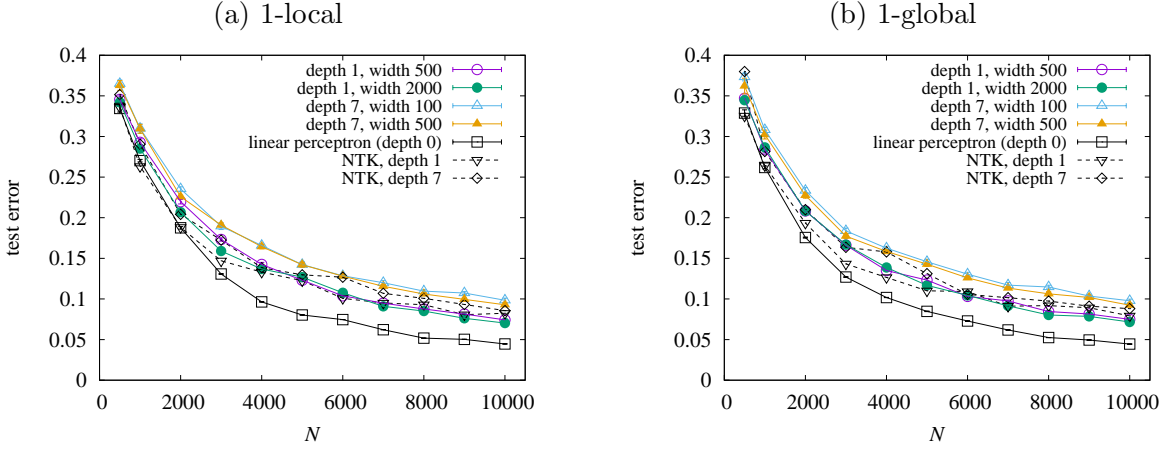 (a) 1-local
0.4
0.35
0.3
0.25
0.2
0.15
0.1
0.05
0
test error
depth 1, width 500
depth 1, width 2000
depth 7, width 100
depth 7, width 500
linear perceptron (depth 0)
NTK, depth 1
NTK, depth 7
0 2000 4000 6000 8000 10000
N
(b) 1-global
0.4
0.35
0.3
0.25
0.2
0.15
0.1
0.05
0
test error
depth 1, width 500
depth 1, width 2000
depth 7, width 100
depth 7, width 500
linear perceptron (depth 0)
NTK, depth 1
NTK, depth 7
0 2000 4000 6000 8000 10000
N